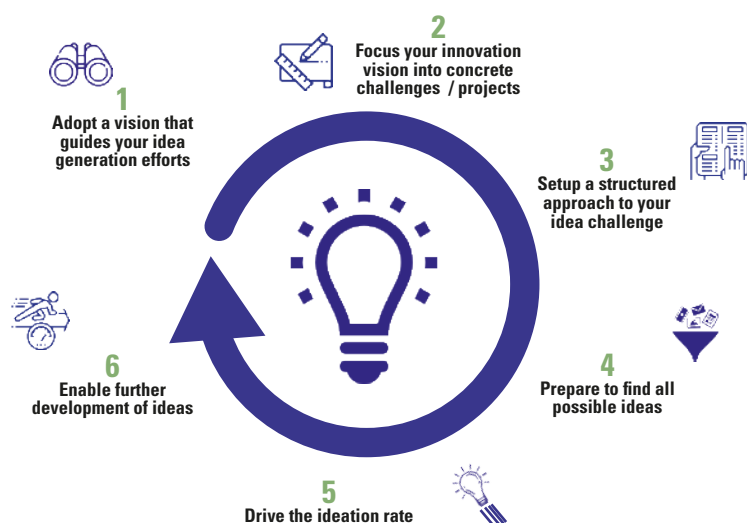 1
Adopt a vision that
guides your idea
generation efforts
2
Focus your innovation
vision into concrete
challenges / projects
3
Setup a structured
approach to your
idea challenge
4
Prepare to find all
possible ideas
5
Drive the ideation rate
6
Enable further
development of ideas